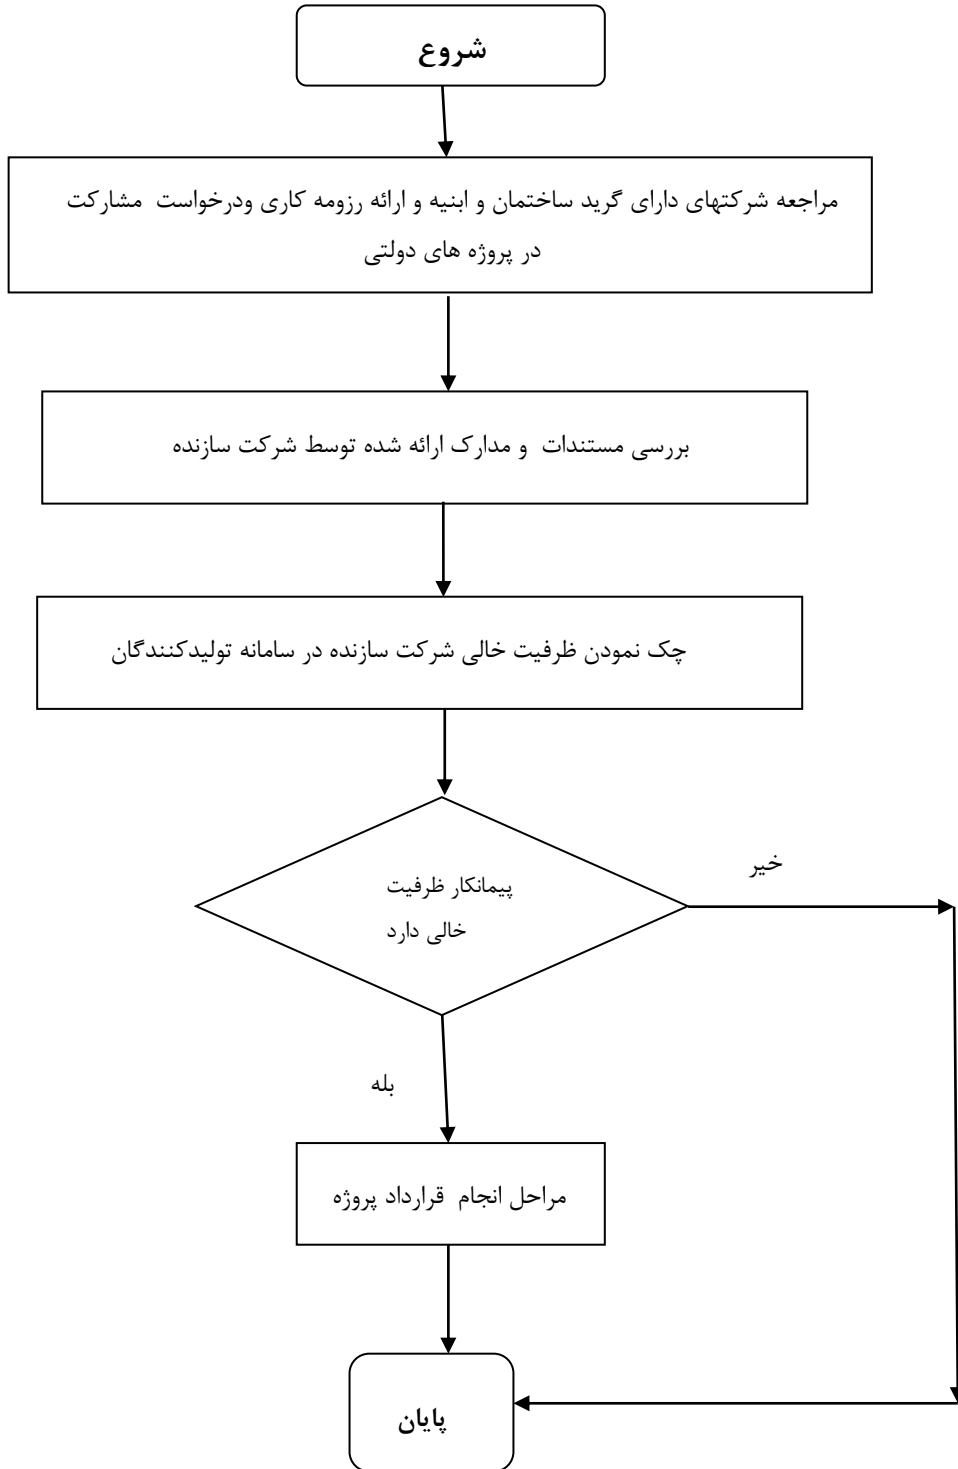 شروع
مراجعه شرکتهای دارای گرید ساختمان و ابنیه و ارائه رزومه کاری ودرخواست مشارکت
در پروژه های دولتی
بررسی مستندات و مدارک ارائه شده توسط شرکت سازنده
چک نمودن ظرفیت خالی شرکت سازنده در سامانه تولیدکنندگان
پیمانکار ظرفیت
خالی دارد
خیر
بله
مراحل انجام قرارداد پروژه
پایان